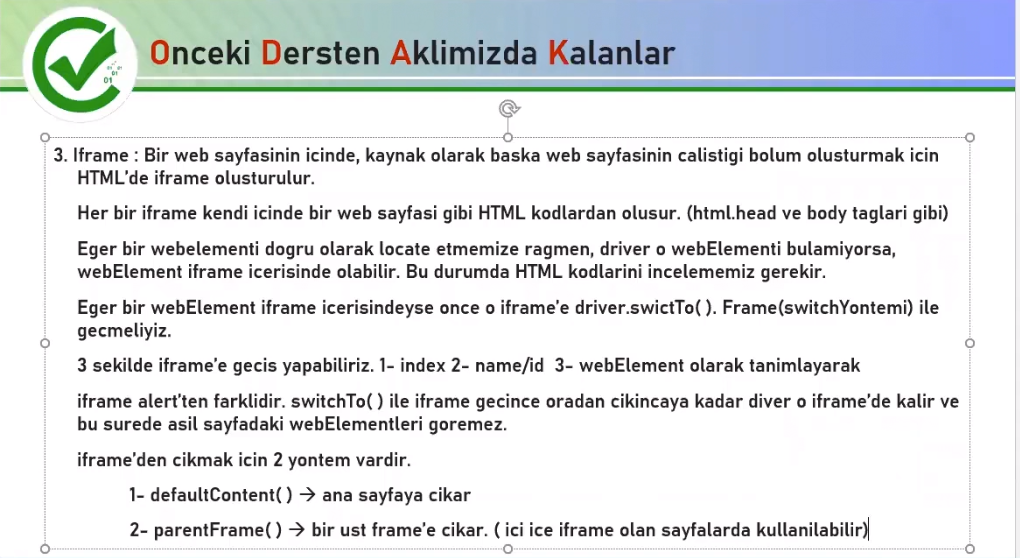 Onceki Dersten Aklimizda Kalanlar
01
01
01
01
3. Iframe : Bir web sayfasinin icinde, kaynak olarak baska web sayfasinin calistigi bolum olusturmak icin
HTML'de iframe olusturulur.
Her bir iframe kendi icinde bir web sayfasi gibi HTML kodlardan olusur. (html.head ve body taglari gibi)
Eger bir webelementi dogru olarak locate etmemize ragmen, driver o webElementi bulamiyorsa,
webElement iframe icerisinde olabilir. Bu durumda HTML kodlarini incelememiz gerekir.
Eger bir webElement iframe icerisindeyse once o iframe'e driver.swictTo( ). Frame(switchYontemi) ile
gecmeliyiz.
3 sekilde iframe'e gecis yapabiliriz. 1- index 2- name/id 3- webElement olarak tanimlayarak
iframe alert'ten farklidir. switchTo( ) ile iframe gecince oradan cikincaya kadar diver o iframe'de kalir ve
bu surede asil sayfadaki webElementleri goremez.
iframe'den cikmak icin 2 yontem vardir.
1- defaultContent( ) → ana sayfaya cikar
2- parentFrame( ) → bir ust frame'e cikar. ( ici ice iframe olan sayfalarda kullanilabilir)